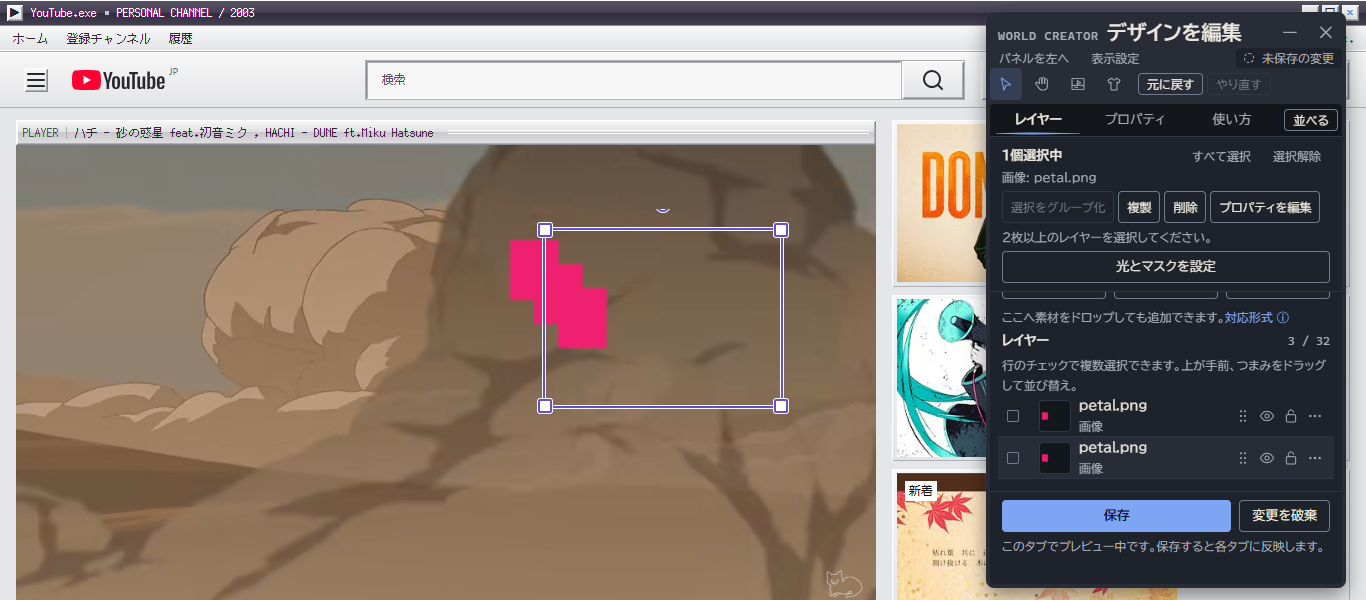 YouTube.exe ▪ PERSONAL CHANNEL / 2003
ホーム 登録チャンネル 履歴
YouTube JP
検索
PLAYER ハチ - 砂の惑星 feat.初音ミク , HACHI - DUNE ft.Miku Hatsune
新着
WORLD CREATOR デザインを編集
パネルを左へ 表示設定 未保存の変更
元に戻す やり直す
レイヤー プロパティ 使い方 並べる
1個選択中 すべて選択 選択解除
画像: petal.png
選択をグループ化 複製 削除 プロパティを編集
2枚以上のレイヤーを選択してください。
光とマスクを設定
ここへ素材をドロップしても追加できます。対応形式 ⓘ
レイヤー 3 / 32
行のチェックで複数選択できます。上が手前、つまみをドラッグ
して並び替え。
petal.png
画像
petal.png
画像
保存 変更を破棄
このタブでプレビュー中です。保存すると各タブに反映します。